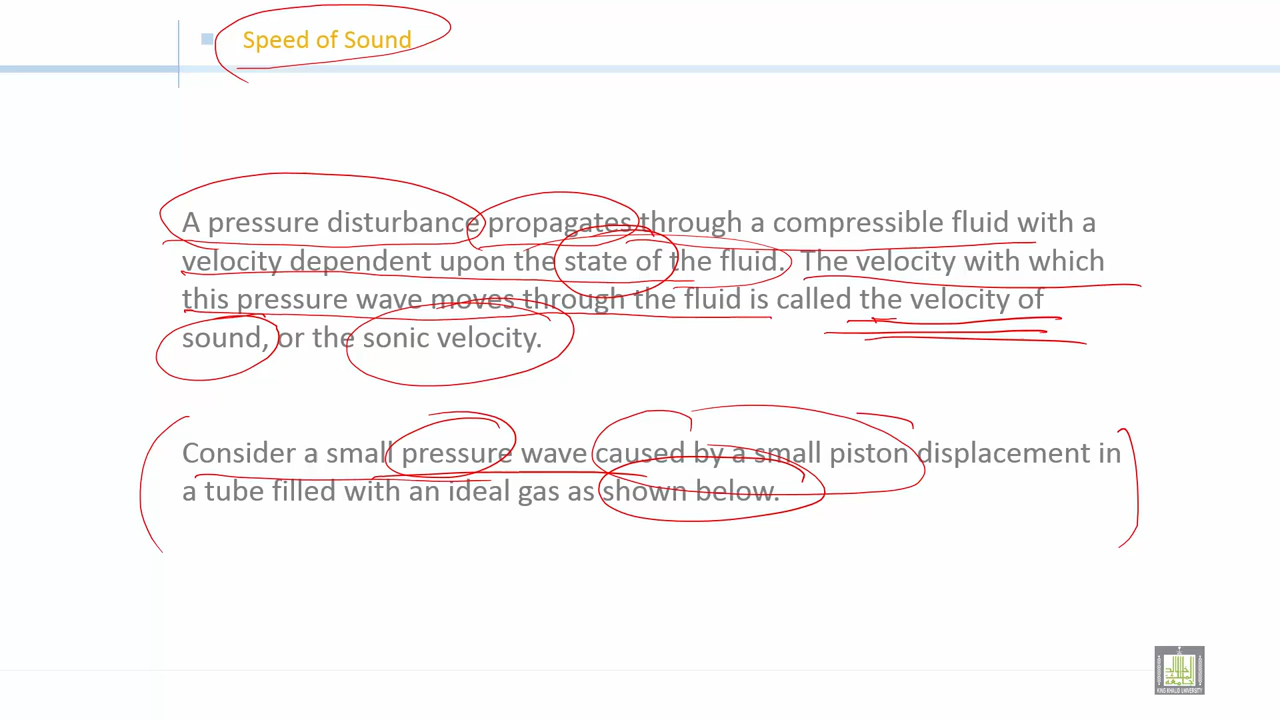 Speed of Sound
A pressure disturbance propagates through a compressible fluid with a
velocity dependent upon the state of the fluid. The velocity with which
this pressure wave moves through the fluid is called the velocity of
sound, or the sonic velocity.
Consider a small pressure wave caused by a small piston displacement in
a tube filled with an ideal gas as shown below.
KING KHALID UNIVERSITY